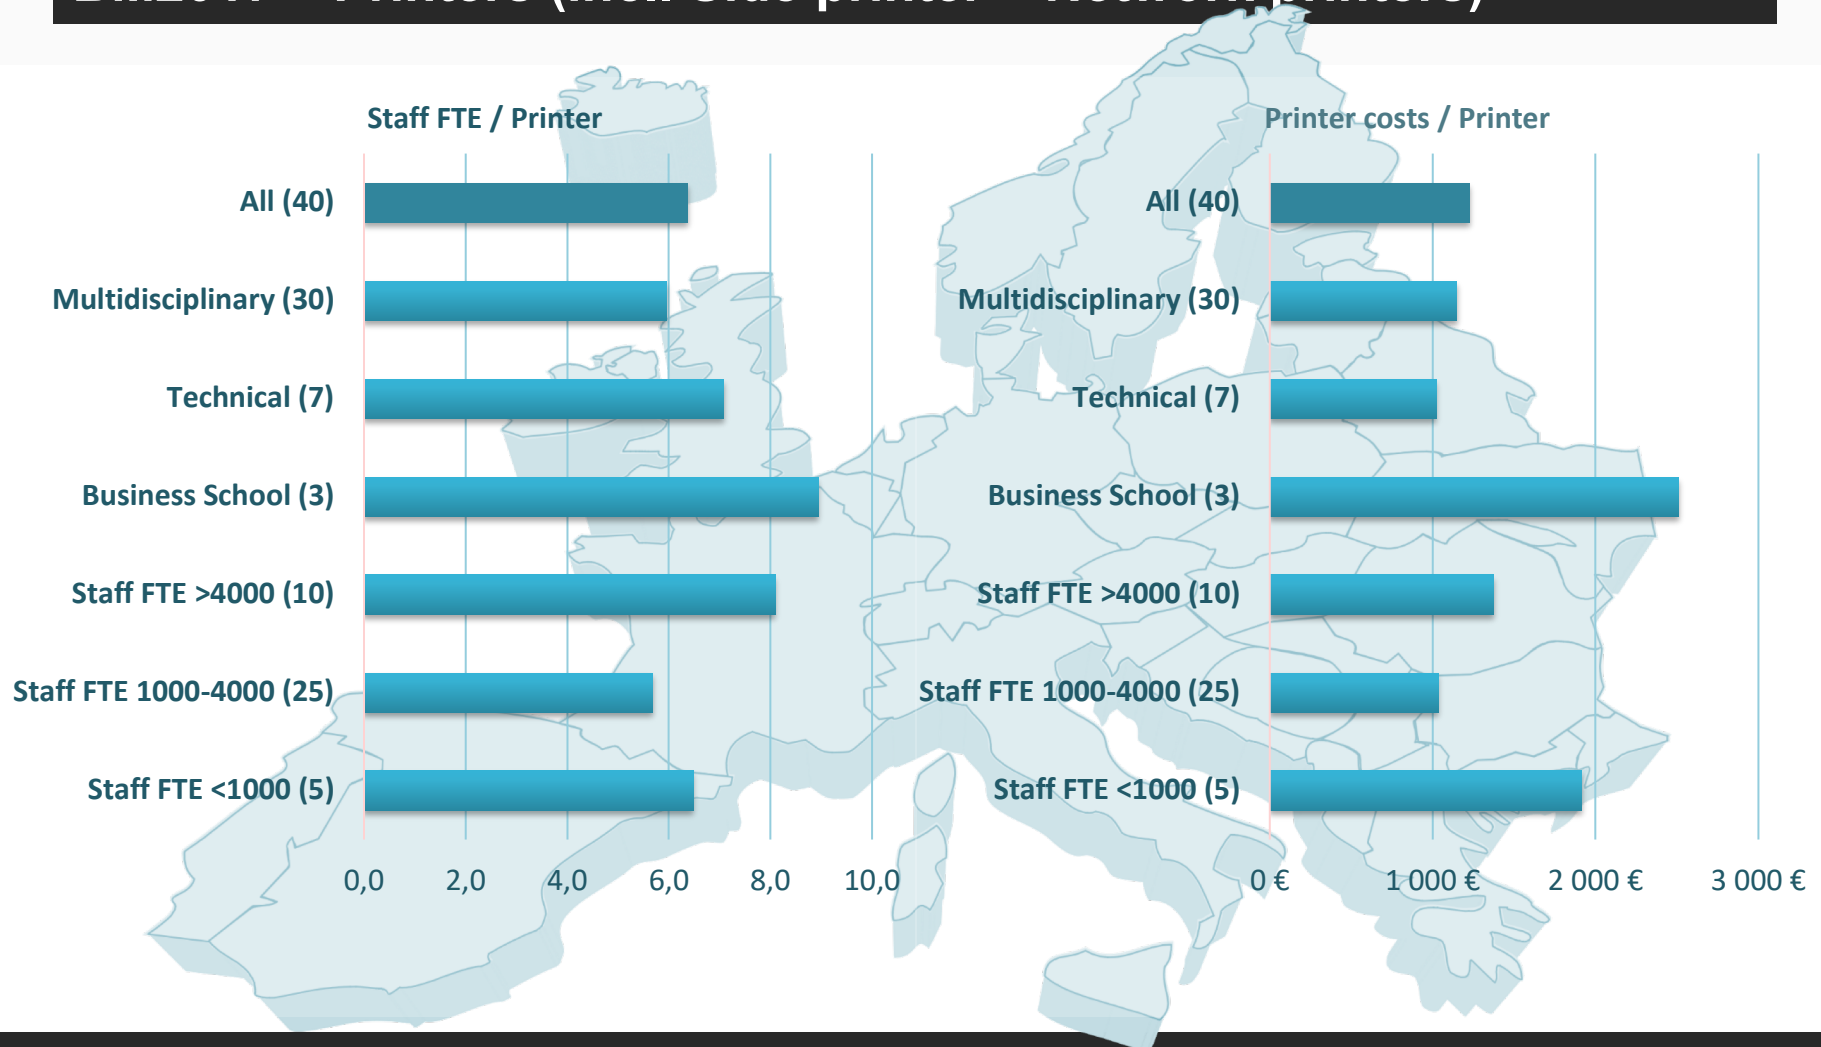 Printers (
printers)
Staff FTE / Printer
All (40)
Multidisciplinary (30)
Technical (7)
Business School (3)
Staff FTE >4000 (10)
Staff FTE 1000-4000 (25)
Staff FTE <1000 (5)
0,0 2,0 4,0 6,0 8,0 10,0
Printer costs / Printer
All (40)
Multidisciplinary (30)
Technical (7)
Business School (3)
Staff FTE >4000 (10)
Staff FTE 1000-4000 (25)
Staff FTE <1000 (5)
0 € 1 000 € 2 000 € 3 000 €